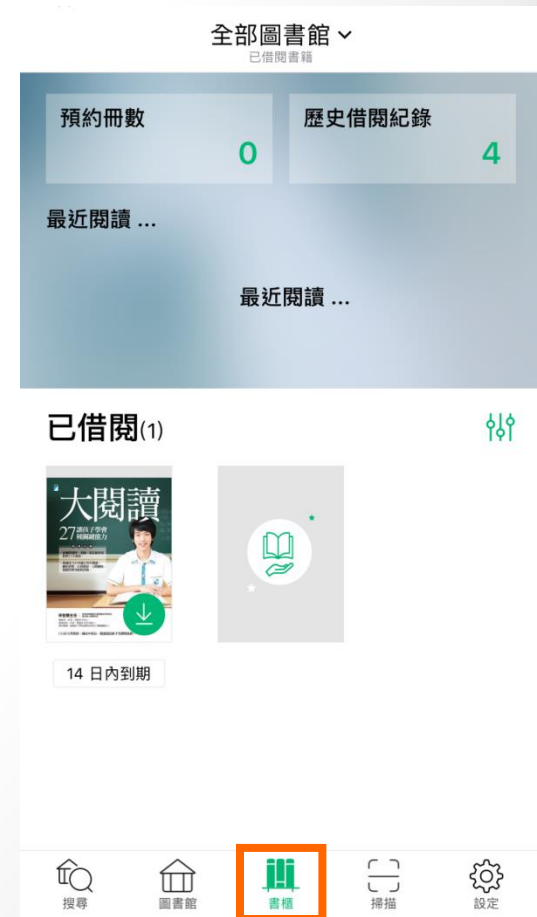 全部圖書館
已借閱書籍
預約冊數
0
歷史借閱紀錄
4
最近閱讀 ...
最近閱讀 ...
已借閱(1)
大閱讀
27
14 日內到期
搜尋
圖書館
書櫃
掃描
設定